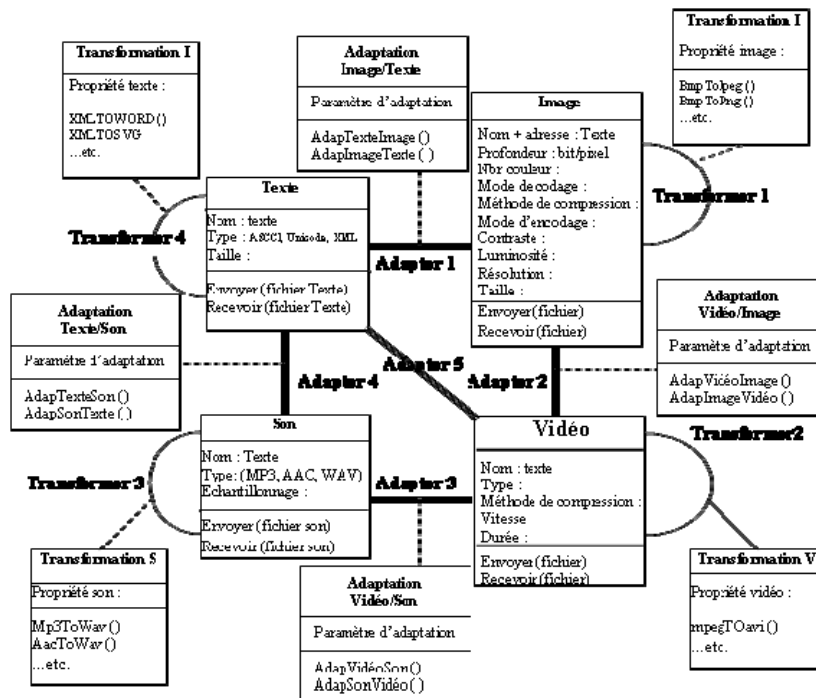 Transformation I
Propriété texte :
XMLTOWORD()
XMLTOSVG
...etc.
Adaptation
Image/Texte
Paramètre d'adaptation
AdapTexteImage()
AdapImageTexte( )
Transformation I
Propriété image :
BmpToJpeg()
BmpToPng()
...etc.
Image
Nom + adresse : Texte
Profondeur : bit/pixel
Nbr couleur :
Mode de codage :
Méthode de compression :
Mode d'encodage :
Contraste :
Luminosité :
Résolution :
Taille :
Envoyer(fichier)
Recevoir(fichier)
Transformer 1
Texte
Nom : texte
Type : ASCCI, Unicode, XML
Taille :
Envoyer(fichier Texte)
Recevoir(fichier Texte)
Transformer 4
Adapter 1
Adaptation
Texte/Son
Paramètre d'adaptation
AdapTexteSon()
AdapSonTexte( )
Adapter 4
Adapter 5
Adapter 2
Adaptation
Vidéo/Image
Paramètre d'adaptation
AdapVidéoImage()
AdapImageVidéo( )
Son
Nom : Texte
Type: (MP3, AAC, WAV)
Echantillonnage :
Envoyer (fichier son)
Recevoir (fichier son)
Transformer 3
Adapter 3
Vidéo
Nom : texte
Type :
Méthode de compression :
Vitesse
Durée :
Envoyer(fichier)
Recevoir(fichier)
Transformer2
Transformation S
Propriété son :
Mp3ToWav()
AacToWav()
...etc.
Adaptation
Vidéo/Son
Paramètre d'adaptation
AdapVidéoSon()
AdapSonVidéo( )
Transformation V
Propriété vidéo :
mpegTOavi()
...etc.